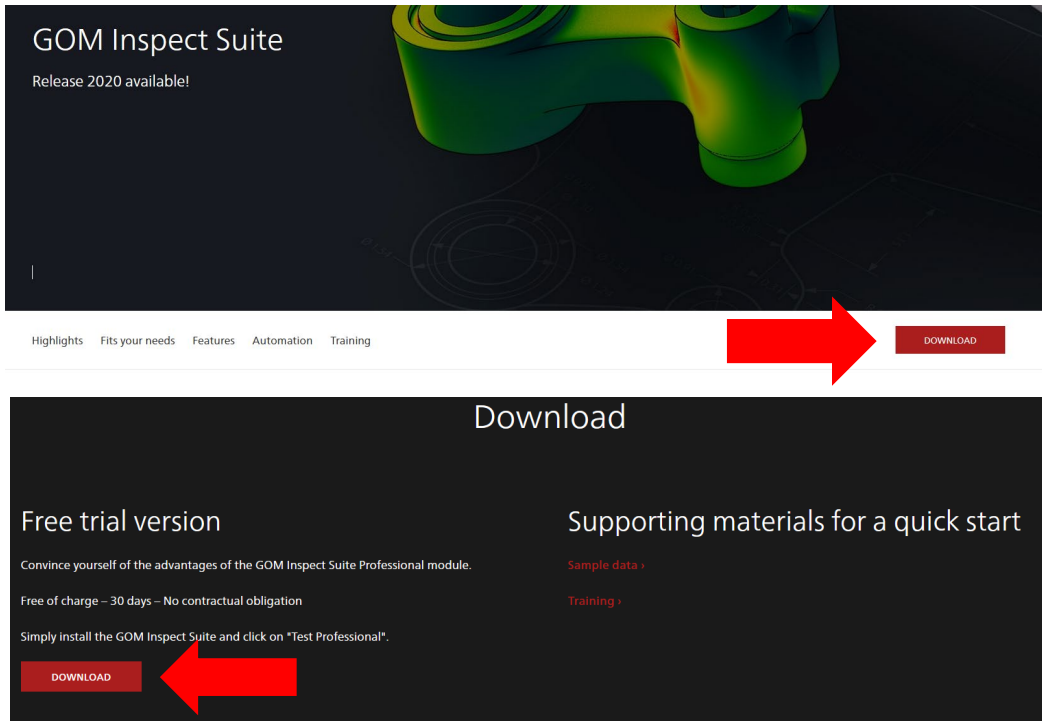 GOM Inspect Suite
Release 2020 available!
Highlights Fits your needs Features Automation Training DOWNLOAD
Download
Free trial version
Convince yourself of the advantages of the GOM Inspect Suite Professional module.
Free of charge – 30 days – No contractual obligation
Simply install the GOM Inspect Suite and click on "Test Professional".
DOWNLOAD
Supporting materials for a quick start
Sample data ›
Training ›